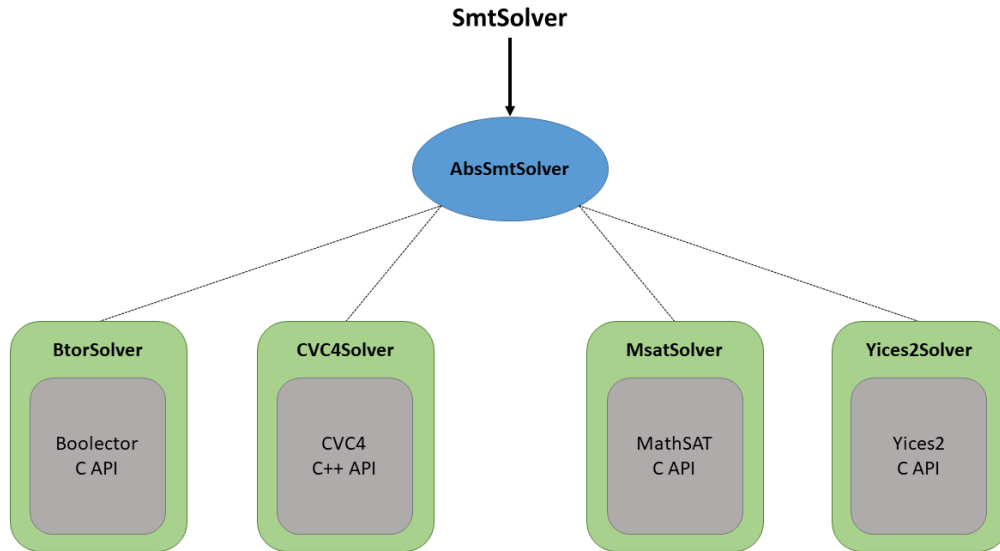 SmtSolver
AbsSmtSolver
BtorSolver
Boolector
C API
CVC4Solver
CVC4
C++ API
MsatSolver
MathSAT
C API
Yices2Solver
Yices2
C API